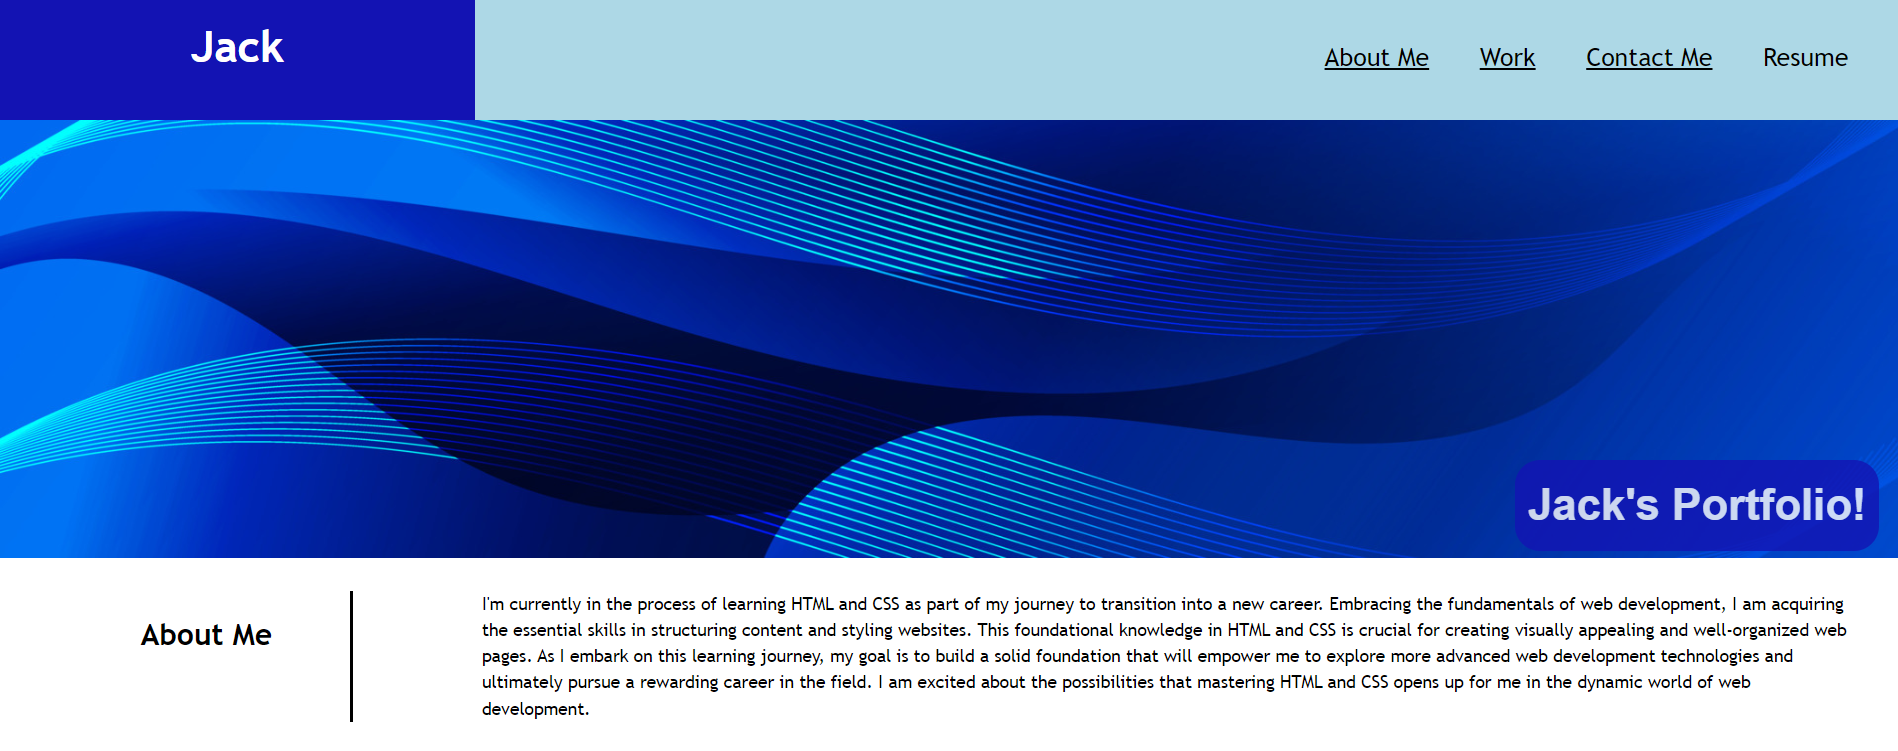 Jack
About Me Work Contact Me Resume
Jack's Portfolio!
About Me
I'm currently in the process of learning HTML and CSS as part of my journey to transition into a new career. Embracing the fundamentals of web development, I am acquiring
the essential skills in structuring content and styling websites. This foundational knowledge in HTML and CSS is crucial for creating visually appealing and well-organized web
pages. As I embark on this learning journey, my goal is to build a solid foundation that will empower me to explore more advanced web development technologies and
ultimately pursue a rewarding career in the field. I am excited about the possibilities that mastering HTML and CSS opens up for me in the dynamic world of web
development.